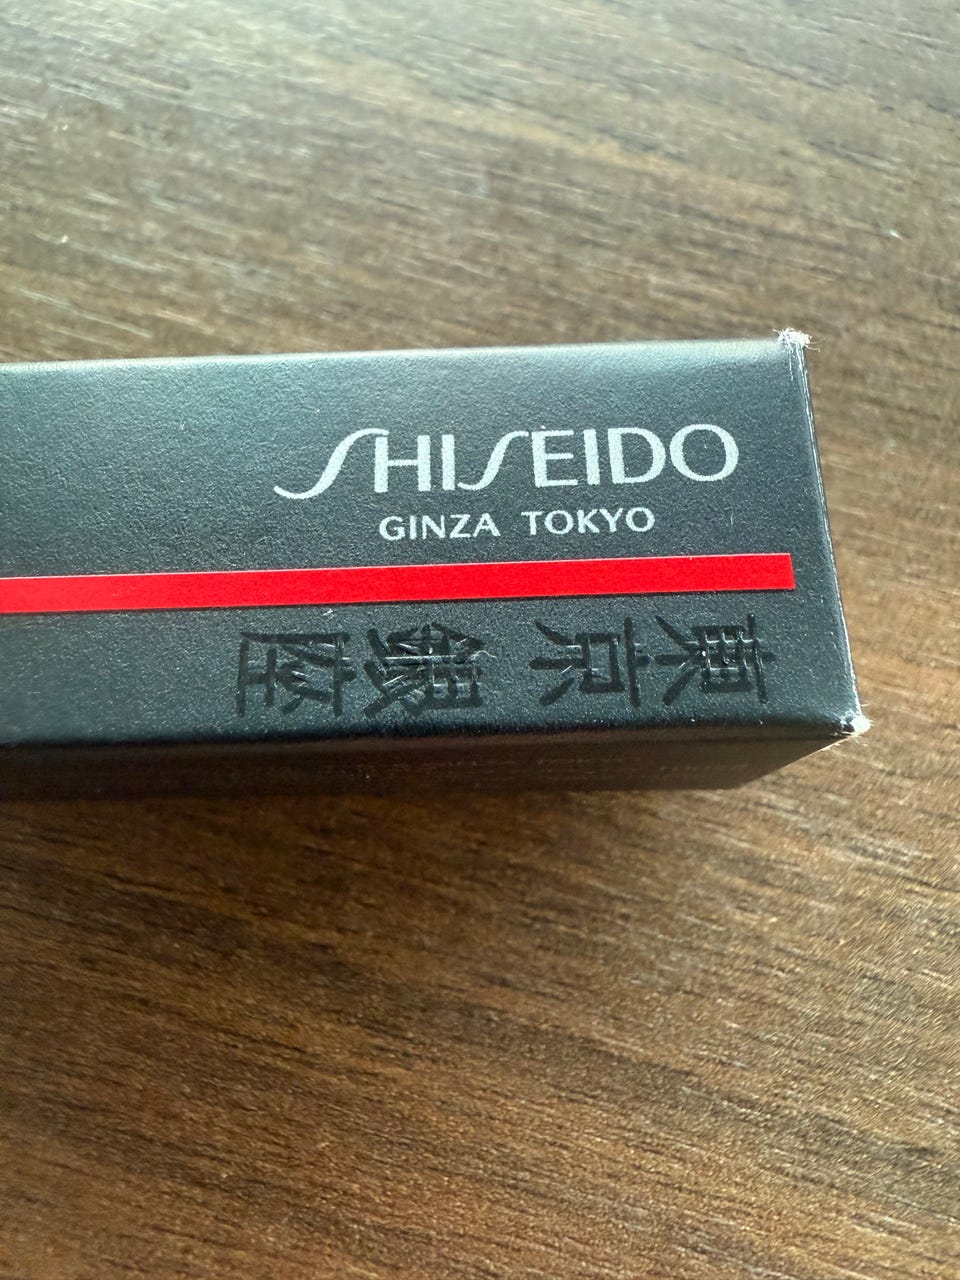 SHISEIDO
GINZA TOKYO
東京銀座